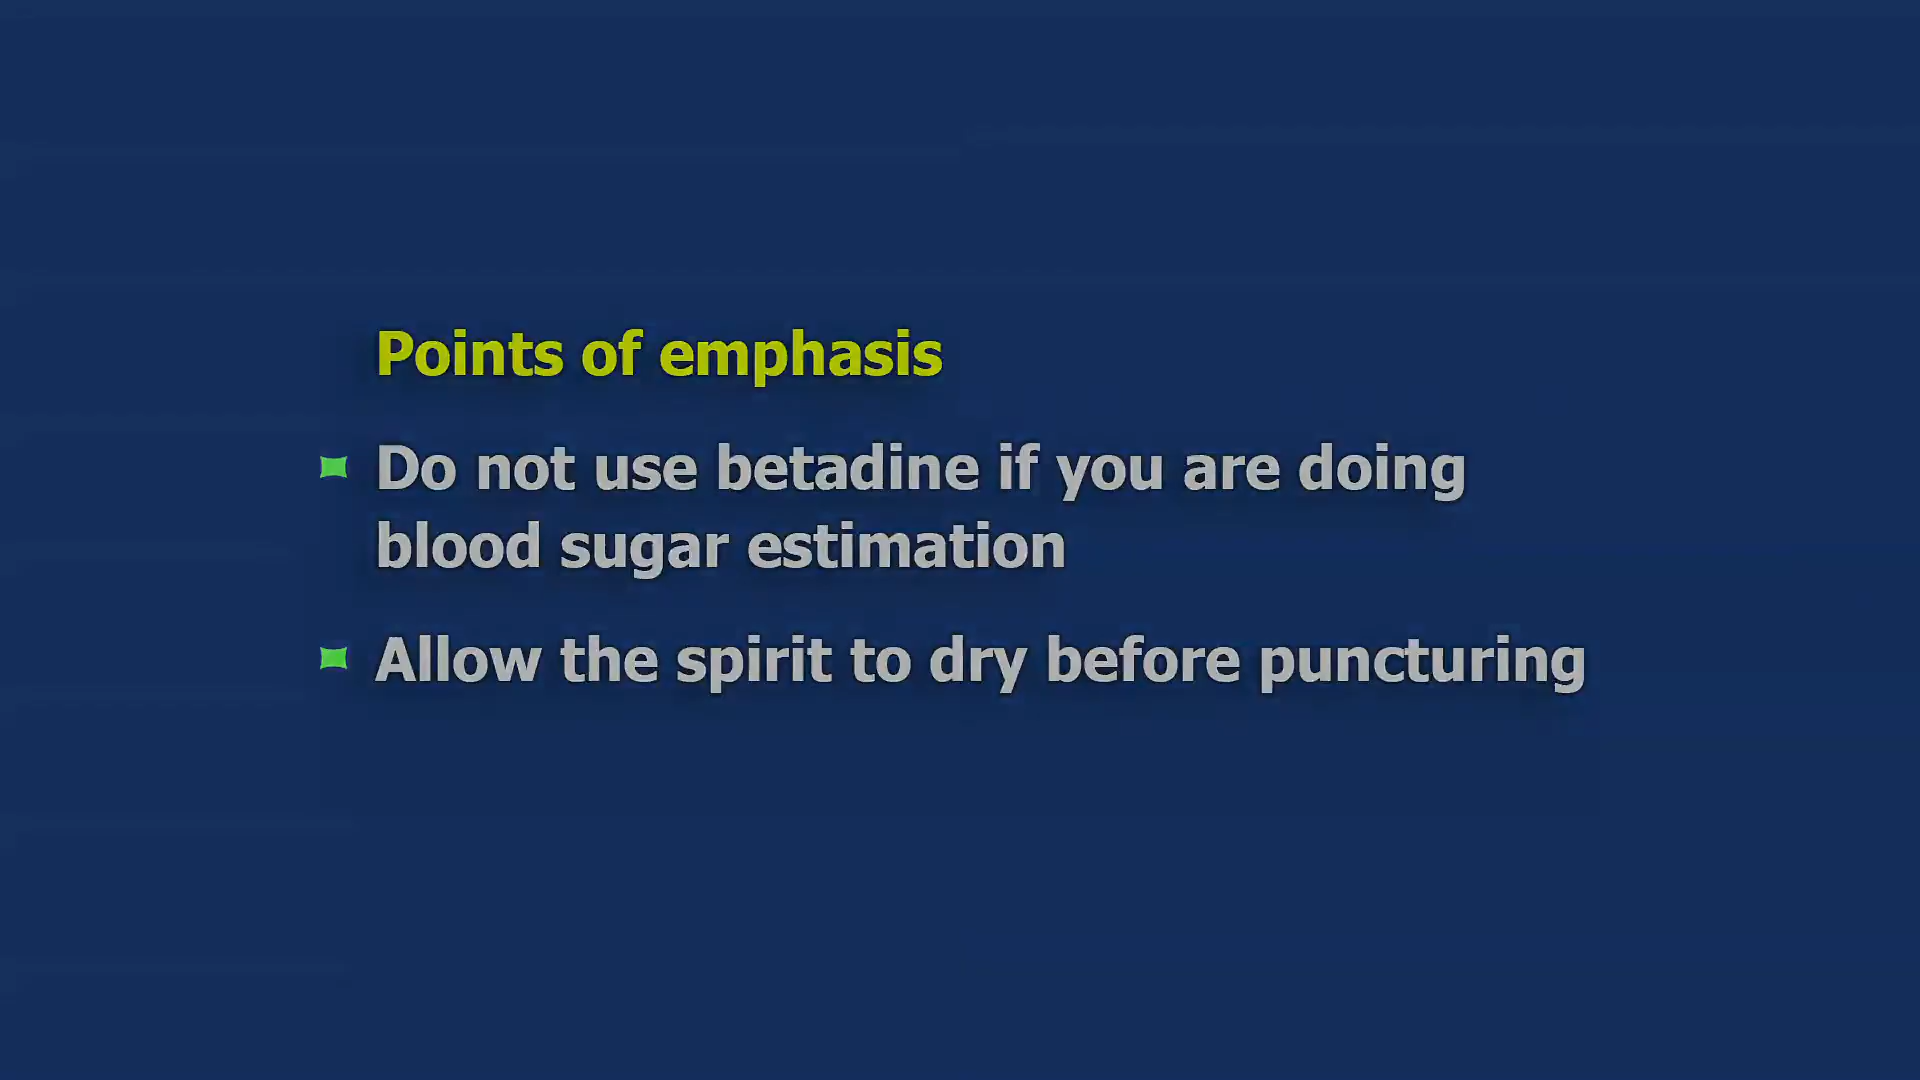 Points of emphasis
Do not use betadine if you are doing
blood sugar estimation
Allow the spirit to dry before puncturing